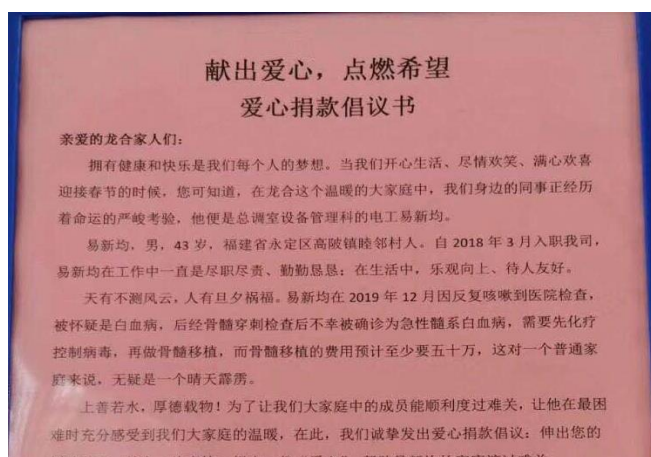 献出爱心，点燃希望
爱心捐款倡议书
亲爱的龙合家人们：
拥有健康和快乐是我们每个人的梦想。当我们开心生活、尽情欢笑、满心欢喜
迎接春节的时候，您可知道，在龙合这个温暖的大家庭中，我们身边的同事正经历
着命运的严峻考验，他便是总调室设备管理科的电工易新均。
易新均，男，43 岁，福建省永定区高陂镇睦邻村人。自 2018 年 3 月入职我司，
易新均在工作中一直是尽职尽责、勤勤恳恳；在生活中，乐观向上、待人友好。
天有不测风云，人有旦夕祸福。易新均在 2019 年 12 月因反复咳嗽到医院检查，
被怀疑是白血病，后经骨髓穿刺检查后不幸被确诊为急性髓系白血病，需要先化疗
控制病毒，再做骨髓移植，而骨髓移植的费用预计至少要五十万，这对一个普通家
庭来说，无疑是一个晴天霹雳。
上善若水，厚德载物！为了让我们大家庭中的成员能顺利度过难关，让他在最困
难时充分感受到我们大家庭的温暖，在此，我们诚挚发出爱心捐款倡议：伸出您的